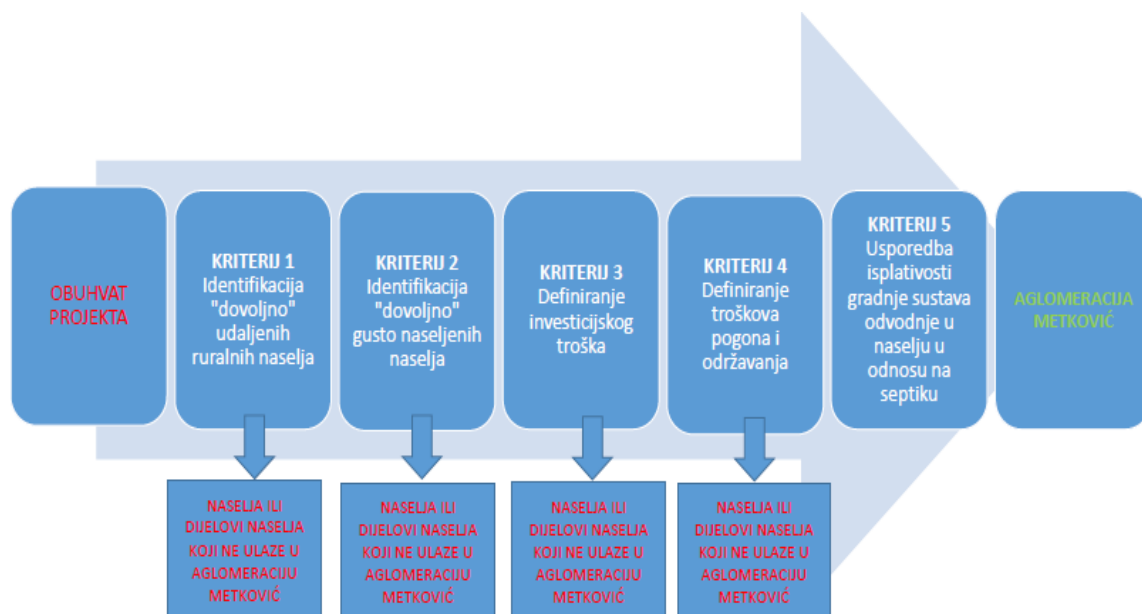 OBUHVAT
PROJEKTA
KRITERIJ 1
Identifikacija
"dovoljno"
udaljenih
ruralnih naselja
KRITERIJ 2
Identifikacija
"dovoljno"
gusto naseljenih
naselja
KRITERIJ 3
Definiranje
investicijskog
troška
KRITERIJ 4
Definiranje
troškova
pogona i
održavanja
KRITERIJ 5
Usporedba
isplativosti
gradnje sustava
odvodnje u
naselju u
odnosu na
septiku
AGLOMERACIJA
METKOVIĆ
NASELJA ILI
DIJELOVI NASELJA
KOJI NE ULAZE U
AGLOMERACIJU
METKOVIĆ
NASELJA ILI
DIJELOVI NASELJA
KOJI NE ULAZE U
AGLOMERACIJU
METKOVIĆ
NASELJA ILI
DIJELOVI NASELJA
KOJI NE ULAZE U
AGLOMERACIJU
METKOVIĆ
NASELJA ILI
DIJELOVI NASELJA
KOJI NE ULAZE U
AGLOMERACIJU
METKOVIĆ